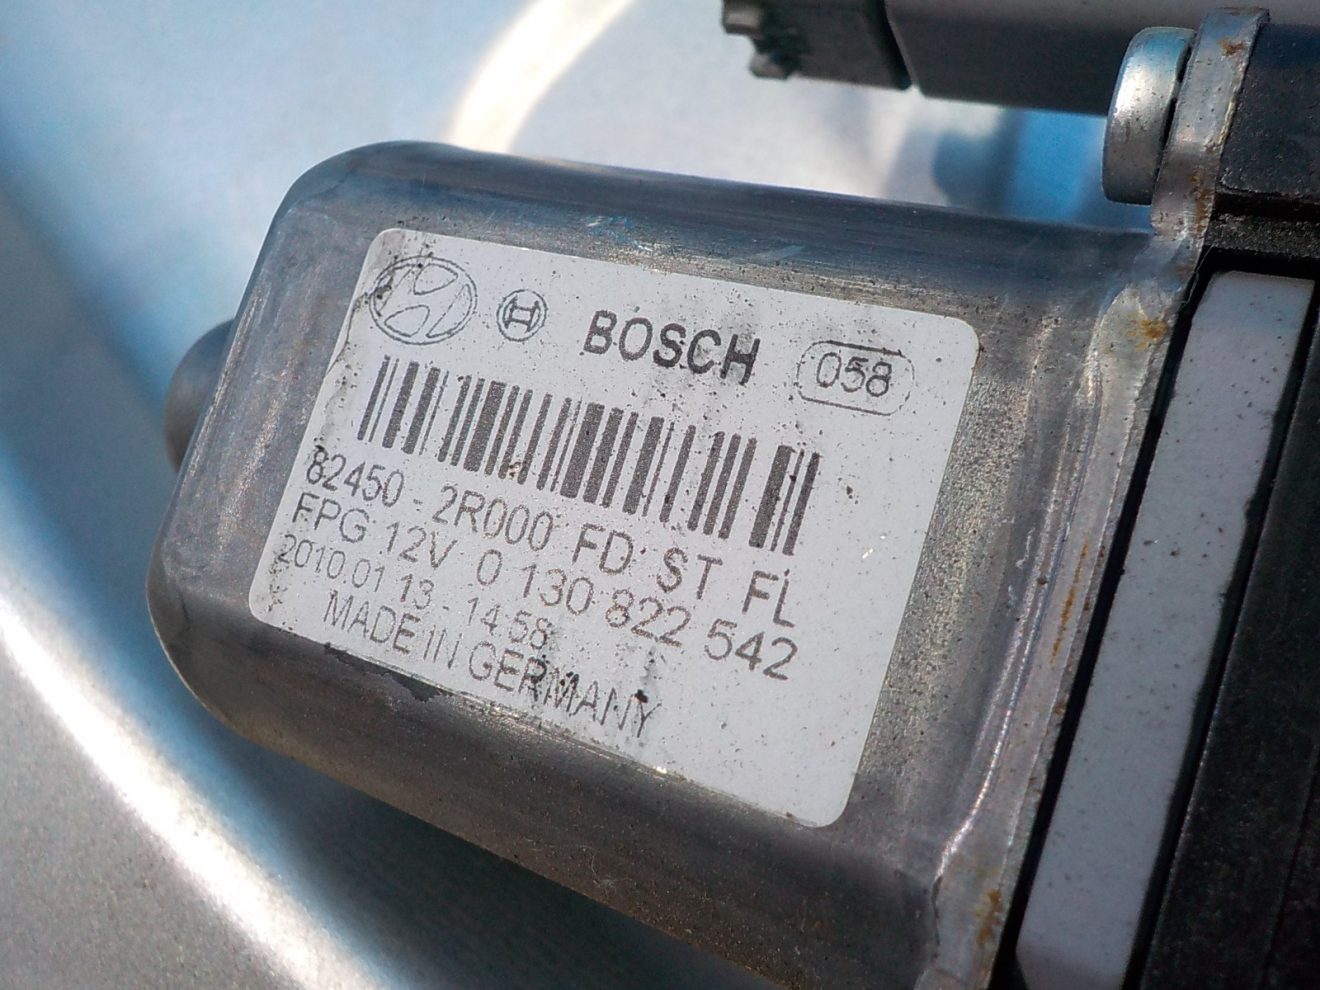 BOSCH 058
82450-2R000 FD ST FL
FPG 12V 0 130 822 542
2010.01.13 - 14:58
MADE IN GERMANY